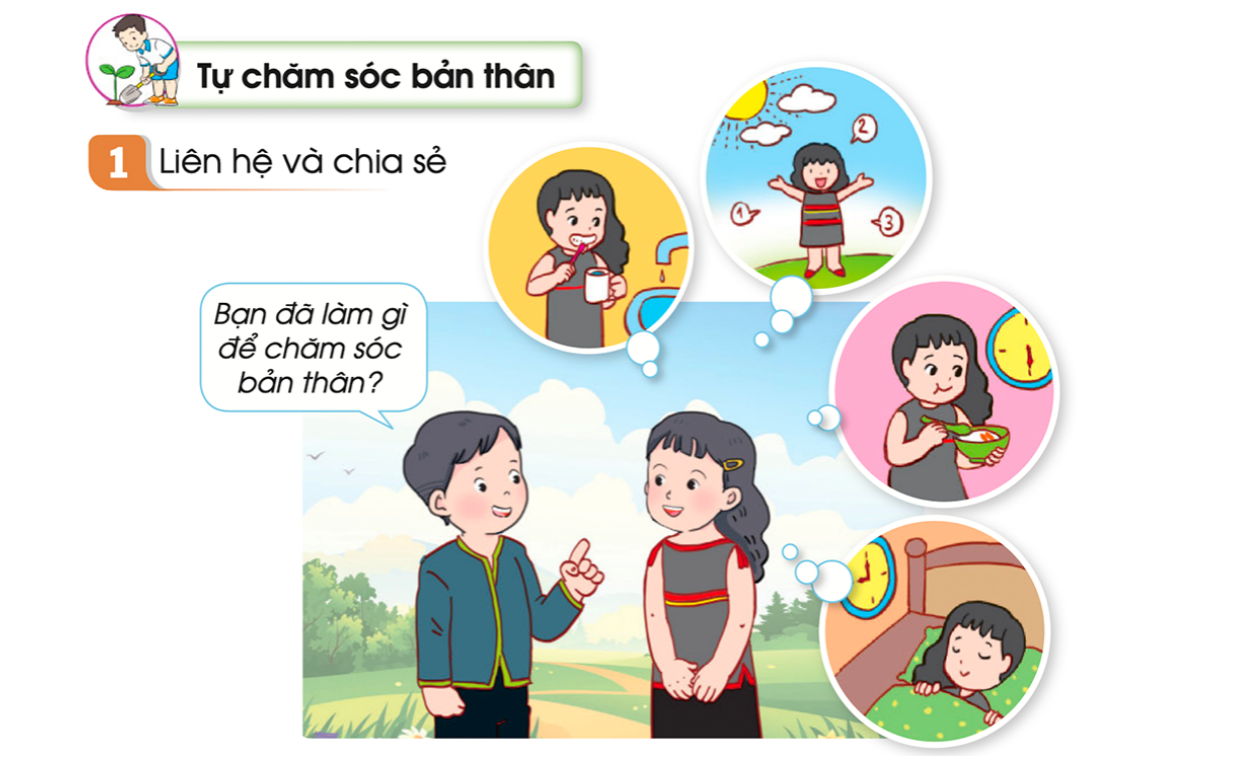 Tự chăm sóc bản thân
1 Liên hệ và chia sẻ
Bạn đã làm gì
để chăm sóc
bản thân?
1
2
3